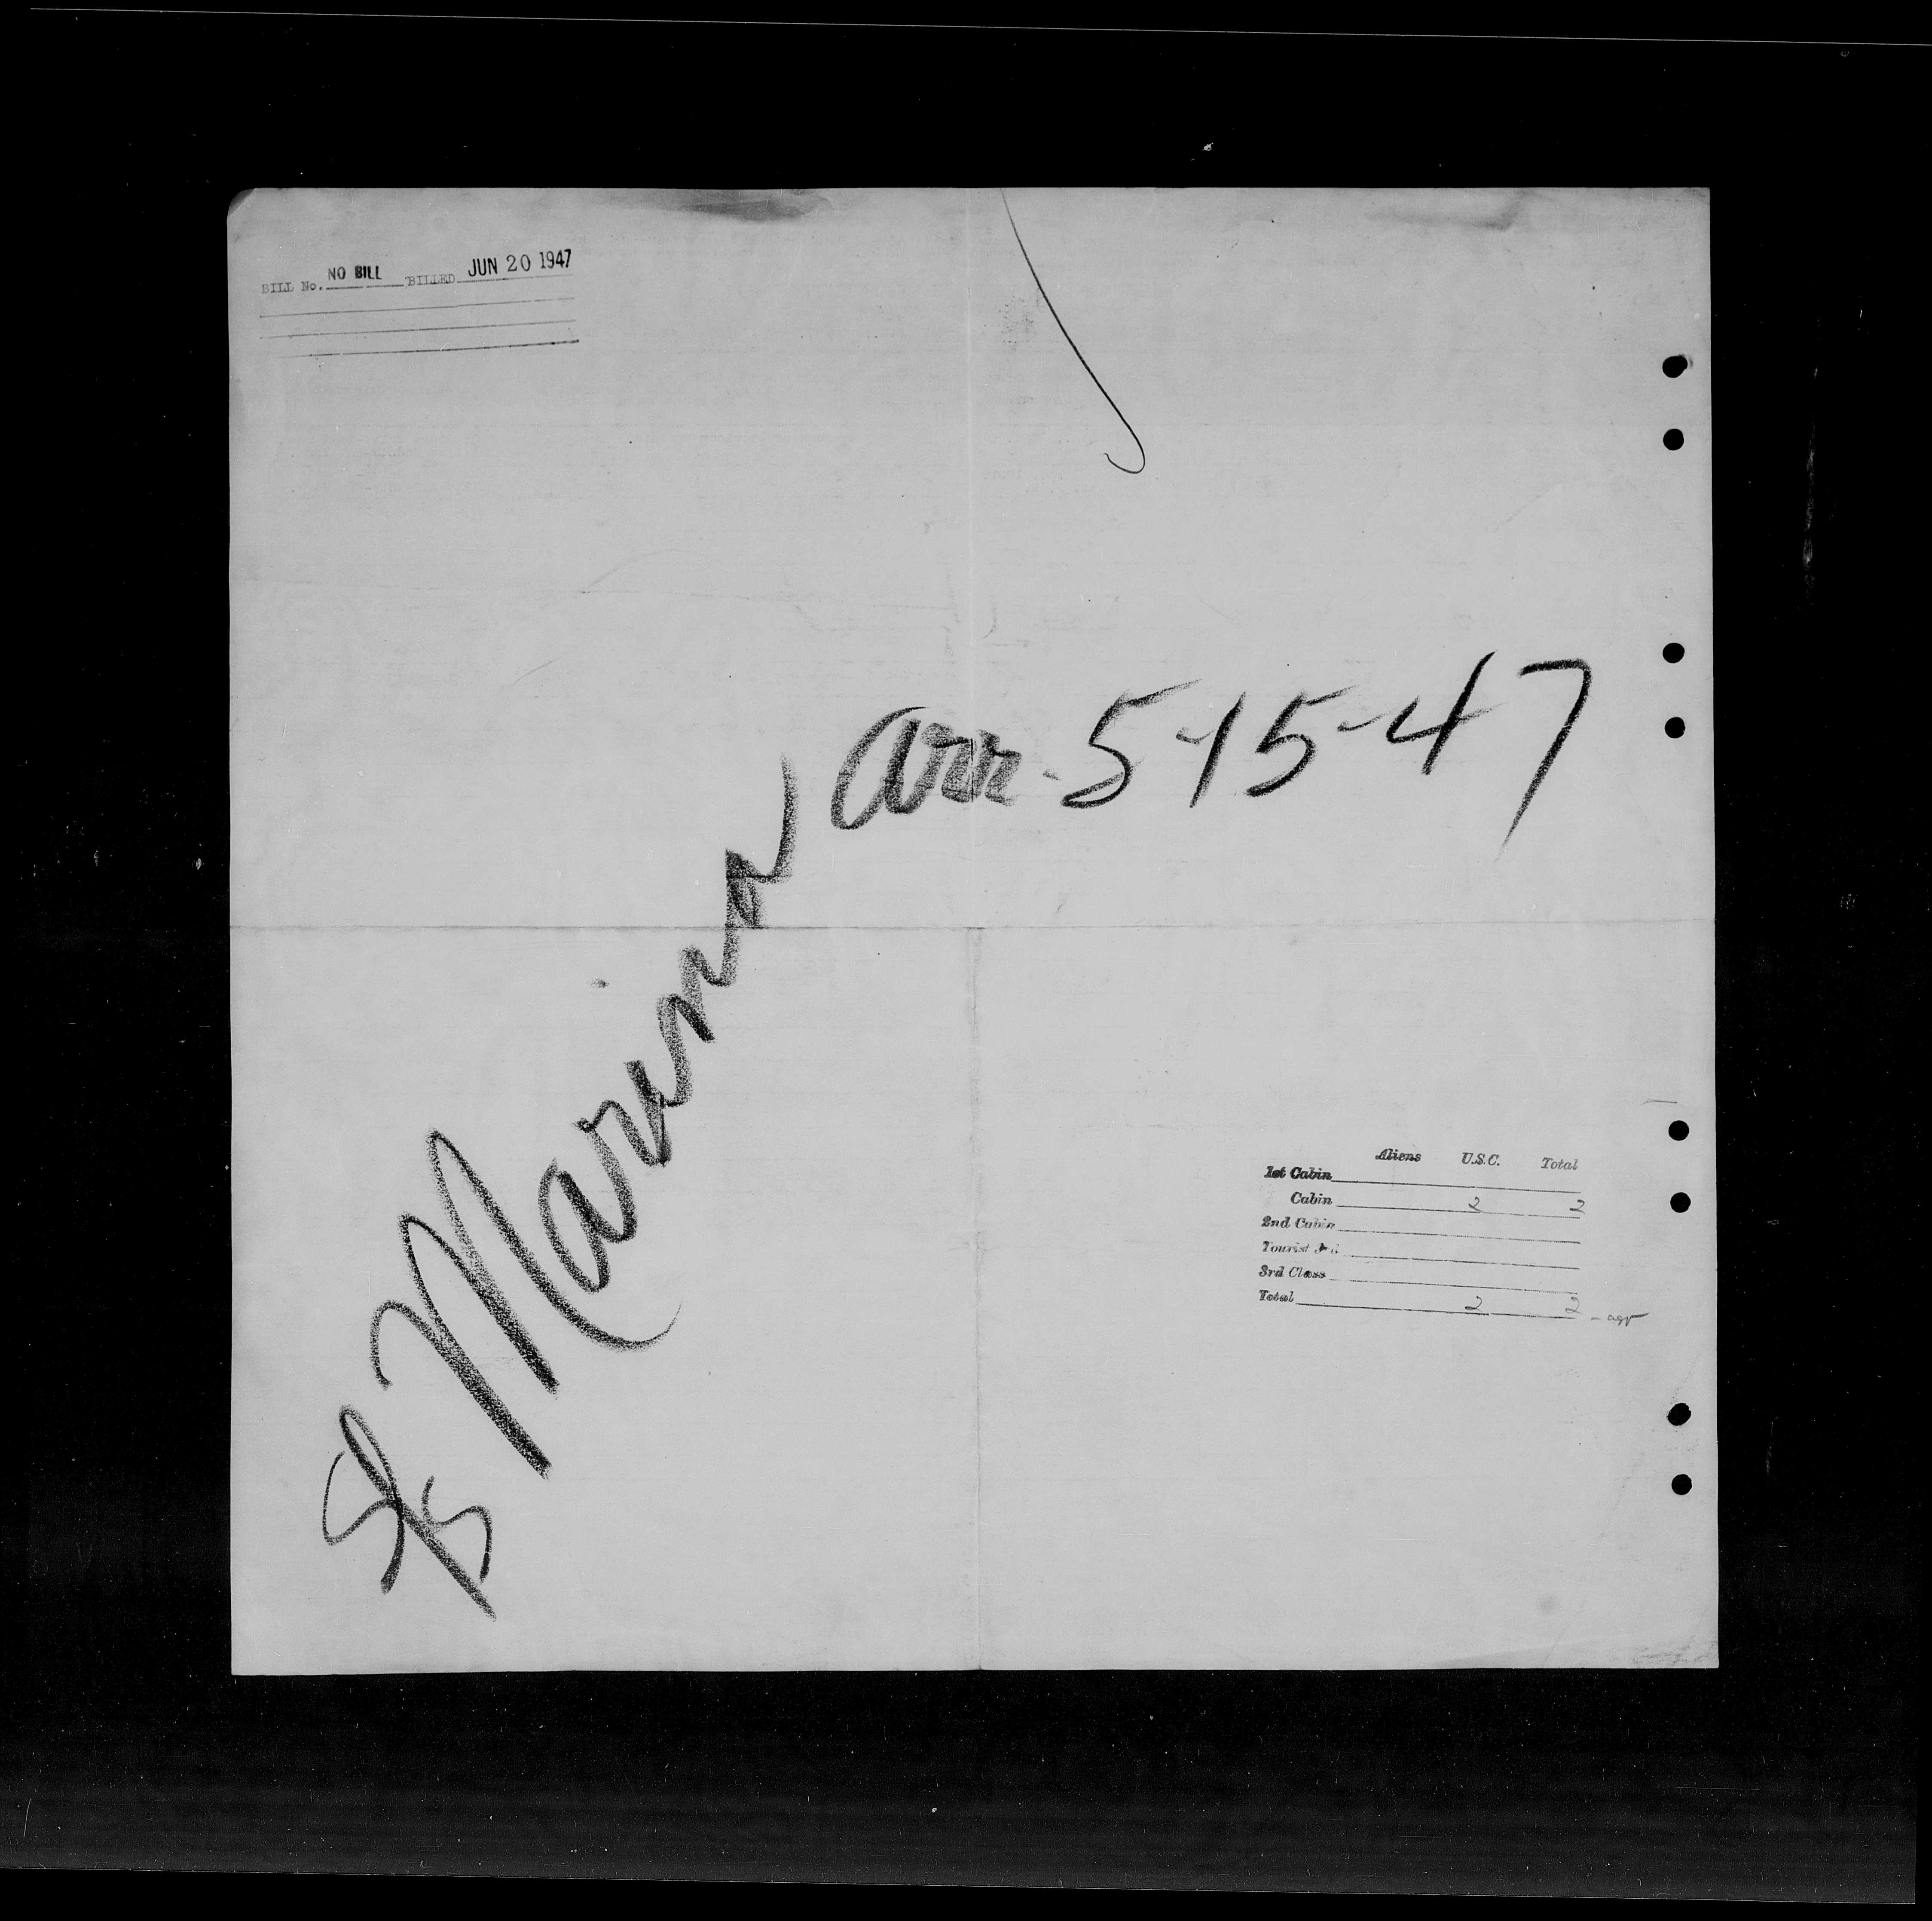 BILL No. NO BILL BILLED JUN 20 1947
arr. 5-15-47
S/S Marina
Aliens U.S.C. Total
1st Cabin
Cabin 2 2
2nd Cabin
Tourist 3rd
3rd Class
Total 2 2